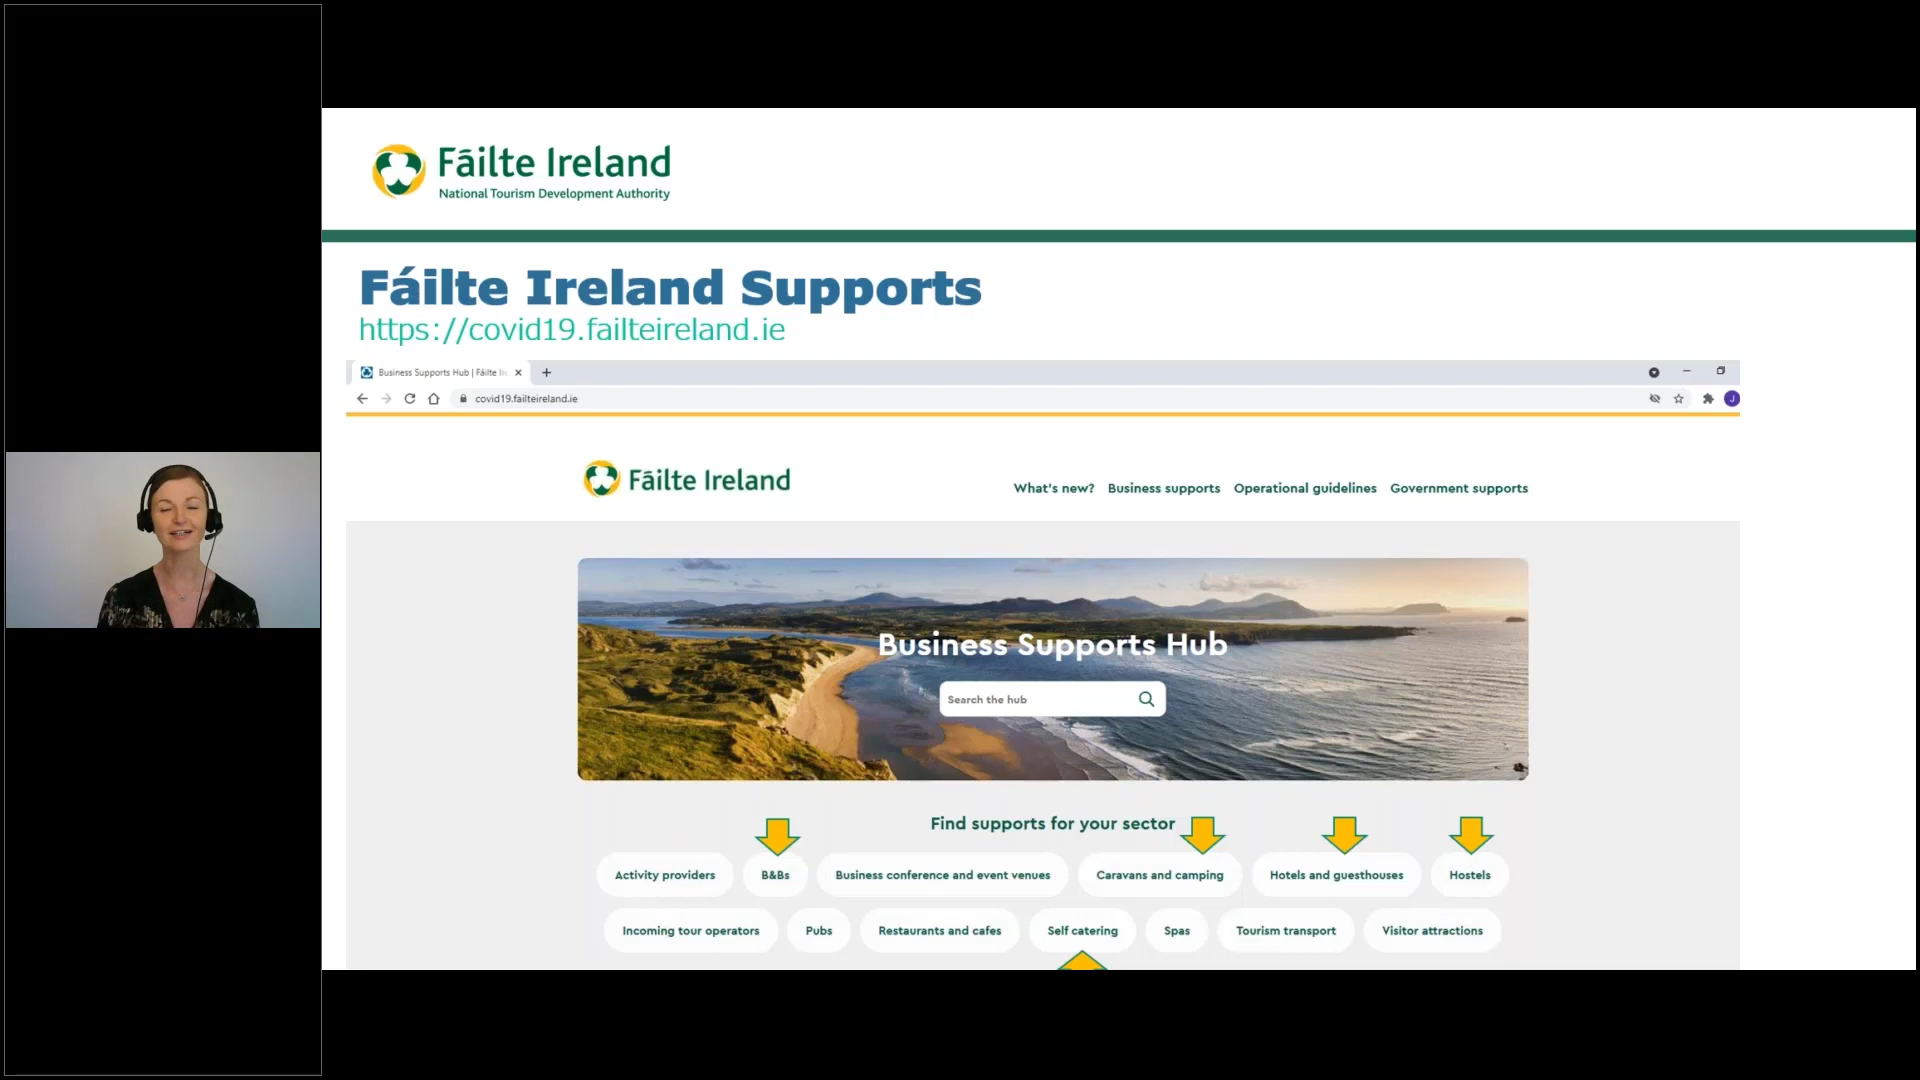 Fáilte Ireland
National Tourism Development Authority
Fáilte Ireland Supports
https://covid19.failteireland.ie
Business Supports Hub | Fáilte
covid19.failteireland.ie
J
Fáilte Ireland
What's new? Business supports Operational guidelines Government supports
Business Supports Hub
Search the hub
Find supports for your sector
Activity providers B&Bs Business conference and event venues Caravans and camping Hotels and guesthouses Hostels
Incoming tour operators Pubs Restaurants and cafes Self catering Spas Tourism transport Visitor attractions